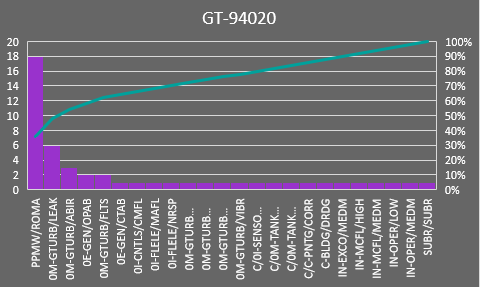 GT-94020
20
18
16
14
12
10
8
6
4
2
0
100%
90%
80%
70%
60%
50%
40%
30%
20%
10%
0%
PPMW/ROMA
0M-GTURB/LEAK
0M-GTURB/ABIR
0E-GEN/OPAB
0M-GTURB/FLTS
0E-GEN/CTAB
0I-CNTLS/CMFL
0I-FLELE/MAFL
0I-FLELE/NRSP
0M-GTURB...
0M-GTURB...
0M-GTURB...
0M-GTURB/VIBR
C/0I-SENSO...
C/0M-TANK...
C/0M-TANK...
C/C-PNTG/CORR
C-BLDG/DRDG
IN-EXCO/MEDM
IN-MCFL/HIGH
IN-MCFL/MEDM
IN-OPER/LOW
IN-OPER/MEDM
SUBR/SUBR